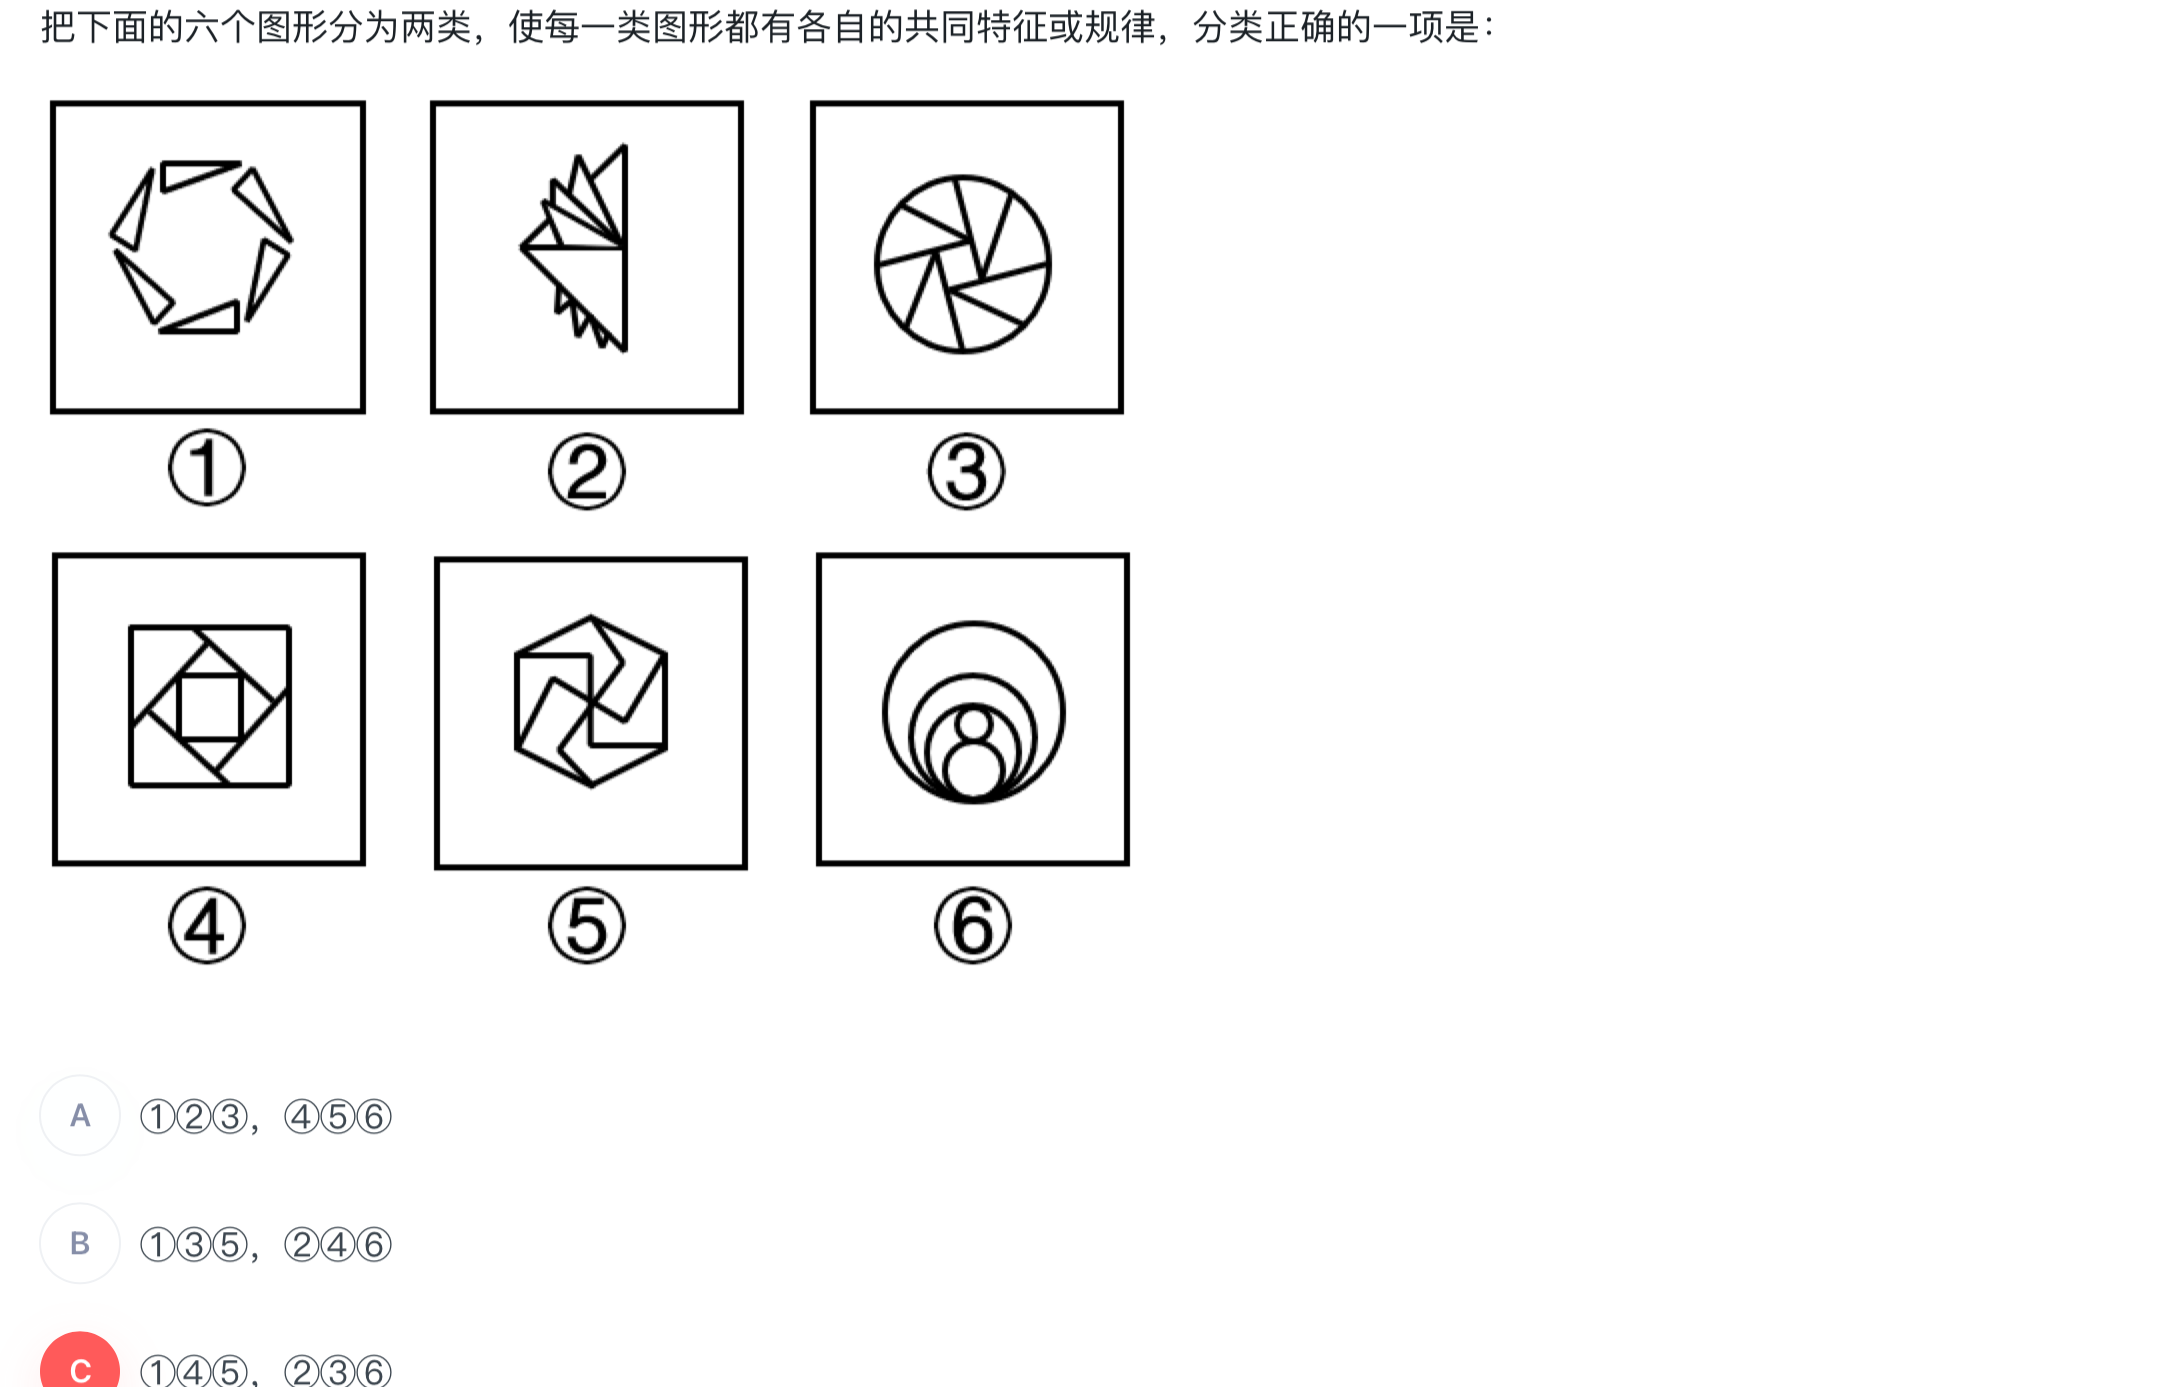 把下面的六个图形分为两类，使每一类图形都有各自的共同特征或规律，分类正确的一项是：
① ② ③
④ ⑤ ⑥
A ①②③，④⑤⑥
B ①③⑤，②④⑥
C ①④⑤，②③⑥